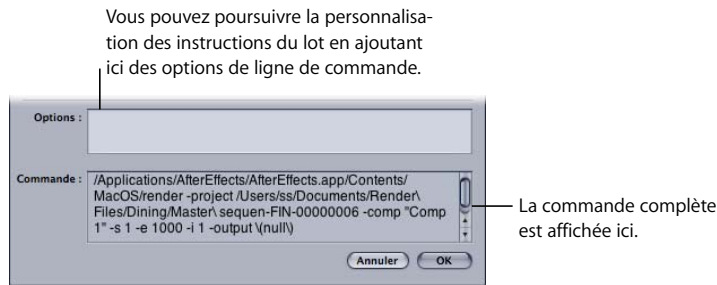 Vous pouvez poursuivre la personnalisa-
tion des instructions du lot en ajoutant
ici des options de ligne de commande.
Options :
Commande :
/Applications/AfterEffects/AfterEffects.app/Contents/
MacOS/render -project /Users/ss/Documents/Render\
Files/Dining/Master\ sequen-FIN-00000006 -comp "Comp
1" -s 1 -e 1000 -i 1 -output \(null\)
La commande complète
est affichée ici.
Annuler
OK